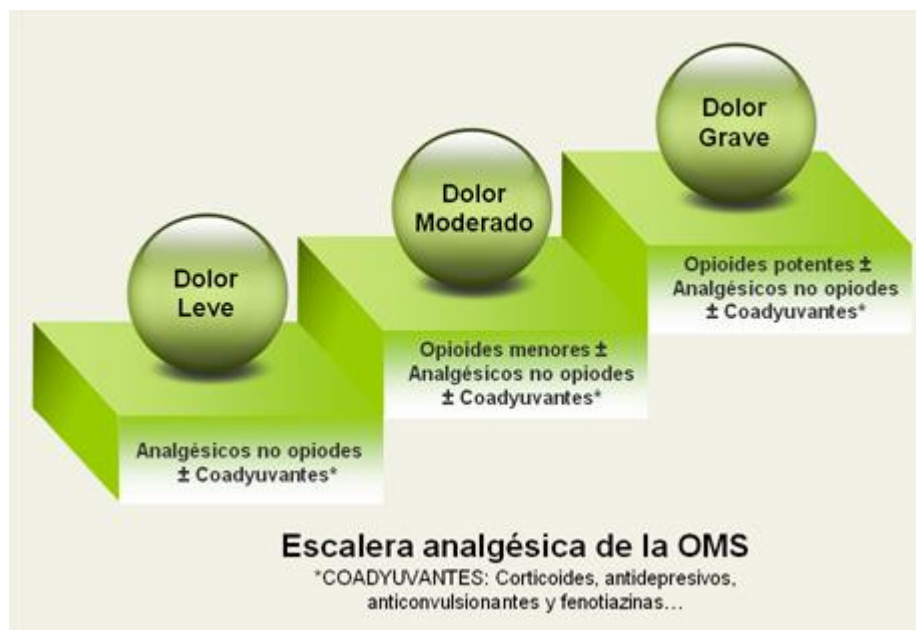 Dolor
Leve
Analgésicos no opiodes
± Coadyuvantes*
Dolor
Moderado
Opioides menores ±
Analgésicos no opiodes
± Coadyuvantes*
Dolor
Grave
Opioides potentes ±
Analgésicos no opiodes
± Coadyuvantes*
Escalera analgésica de la OMS
*COADYUVANTES: Corticoides, antidepresivos,
anticonvulsionantes y fenotiazinas...